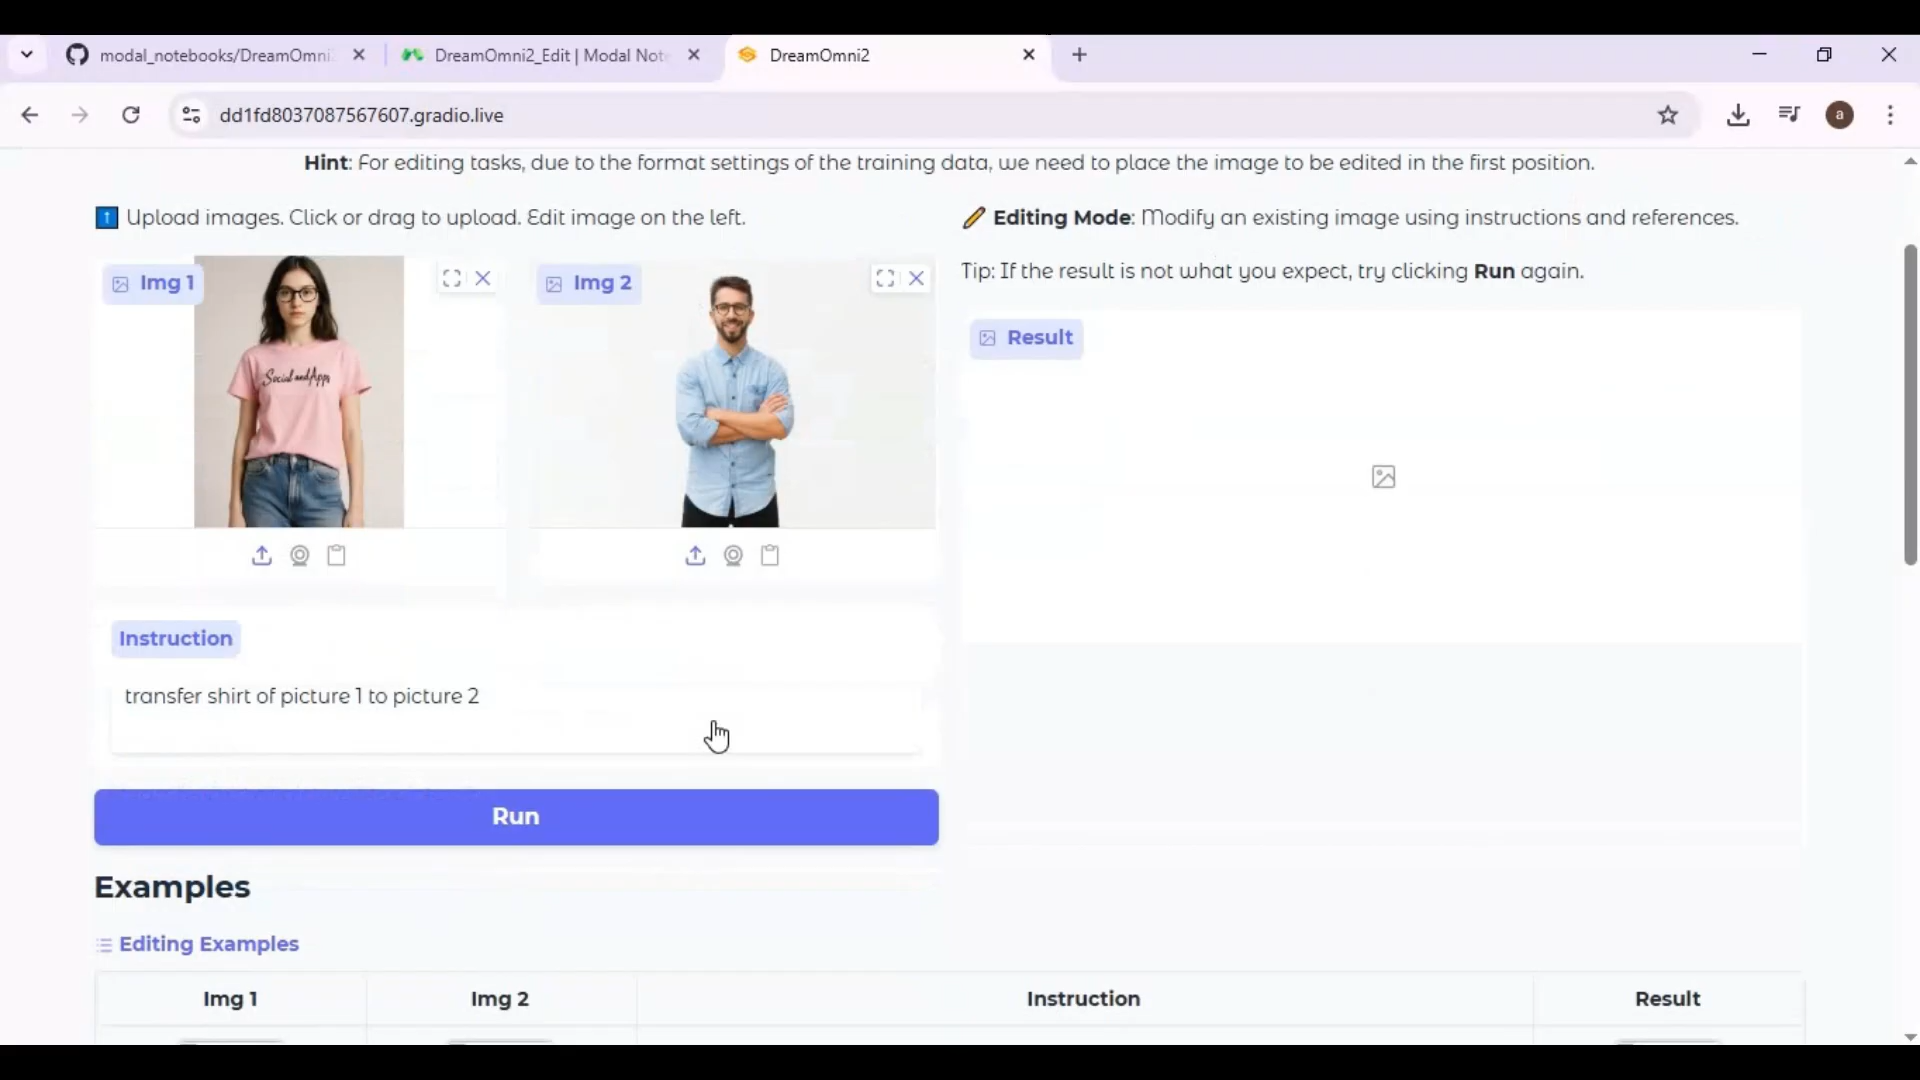 modal_notebooks/DreamOmni
DreamOmni2_Edit | Modal Not
DreamOmni2
dd1fd8037087567607.gradio.live
a
Hint: For editing tasks, due to the format settings of the training data, we need to place the image to be edited in the first position.
Upload images. Click or drag to upload. Edit image on the left.
Editing Mode: Modify an existing image using instructions and references.
Tip: If the result is not what you expect, try clicking Run again.
Img 1
Img 2
Result
Social and Apps
Instruction
transfer shirt of picture 1 to picture 2
Run
Examples
Editing Examples
Img 1
Img 2
Instruction
Result